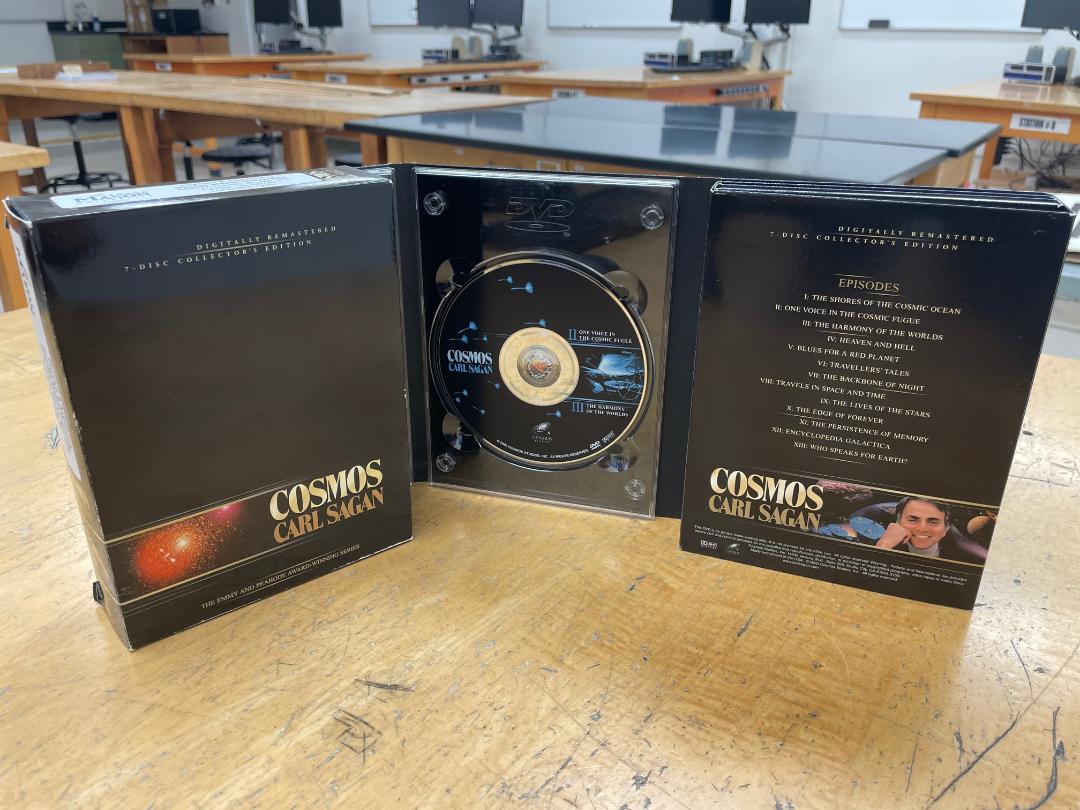 STATION # 3
MASON
DIGITALLY REMASTERED
7-DISC COLLECTOR'S EDITION
COSMOS
CARL SAGAN
THE EMMY AND PEABODY AWARD-WINNING SERIES
DVD
II ONE VOICE IN
THE COSMIC FUGUE
COSMOS
CARL SAGAN
III THE HARMONY
OF THE WORLDS
COSMOS
DVD
DIGITALLY REMASTERED
7-DISC COLLECTOR'S EDITION
EPISODES
I: THE SHORES OF THE COSMIC OCEAN
II: ONE VOICE IN THE COSMIC FUGUE
III: THE HARMONY OF THE WORLDS
IV: HEAVEN AND HELL
V: BLUES FOR A RED PLANET
VI: TRAVELLERS' TALES
VII: THE BACKBONE OF NIGHT
VIII: TRAVELS IN SPACE AND TIME
IX: THE LIVES OF THE STARS
X: THE EDGE OF FOREVER
XI: THE PERSISTENCE OF MEMORY
XII: ENCYCLOPEDIA GALACTICA
XIII: WHO SPEAKS FOR EARTH?
COSMOS
CARL SAGAN